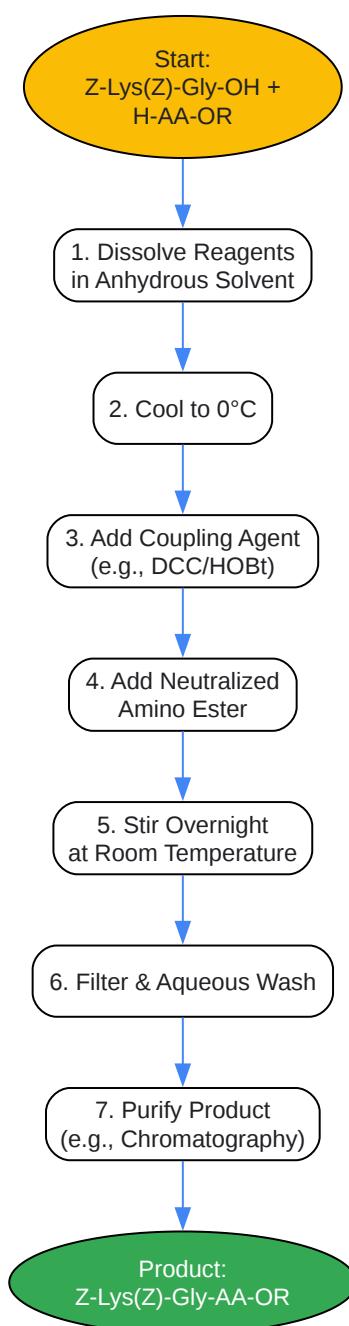 Start:
Z-Lys(Z)-Gly-OH +
H-AA-OR
1. Dissolve Reagents
in Anhydrous Solvent
2. Cool to 0°C
3. Add Coupling Agent
(e.g., DCC/HOBt)
4. Add Neutralized
Amino Ester
5. Stir Overnight
at Room Temperature
6. Filter & Aqueous Wash
7. Purify Product
(e.g., Chromatography)
Product:
Z-Lys(Z)-Gly-AA-OR